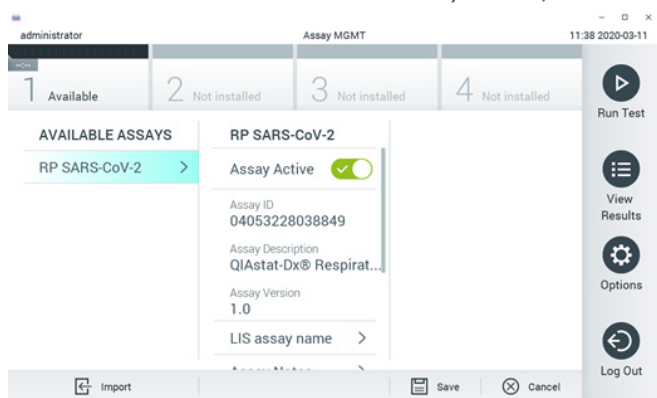 administrator Assay MGMT 11:38 2020-03-11
1 Available 2 Not installed 3 Not installed 4 Not installed
Run Test
AVAILABLE ASSAYS
RP SARS-CoV-2
RP SARS-CoV-2
Assay Active
Assay ID
04053228038849
Assay Description
QIAstat-Dx® Respirat...
Assay Version
1.0
LIS assay name
View
Results
Options
Log Out
Import Save Cancel